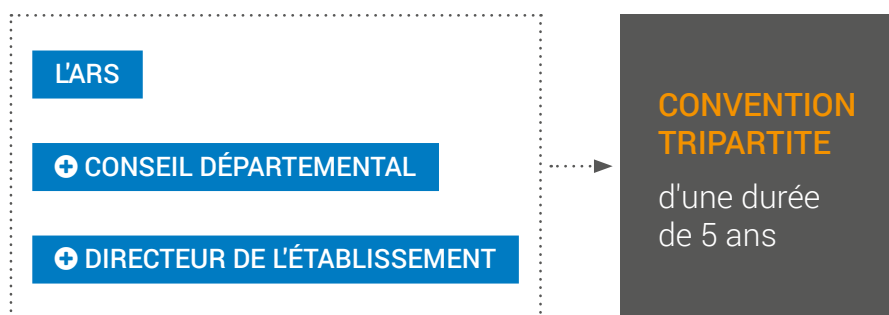 L'ARS
+ CONSEIL DÉPARTEMENTAL
+ DIRECTEUR DE L'ÉTABLISSEMENT
CONVENTION
TRIPARTITE
d'une durée
de 5 ans